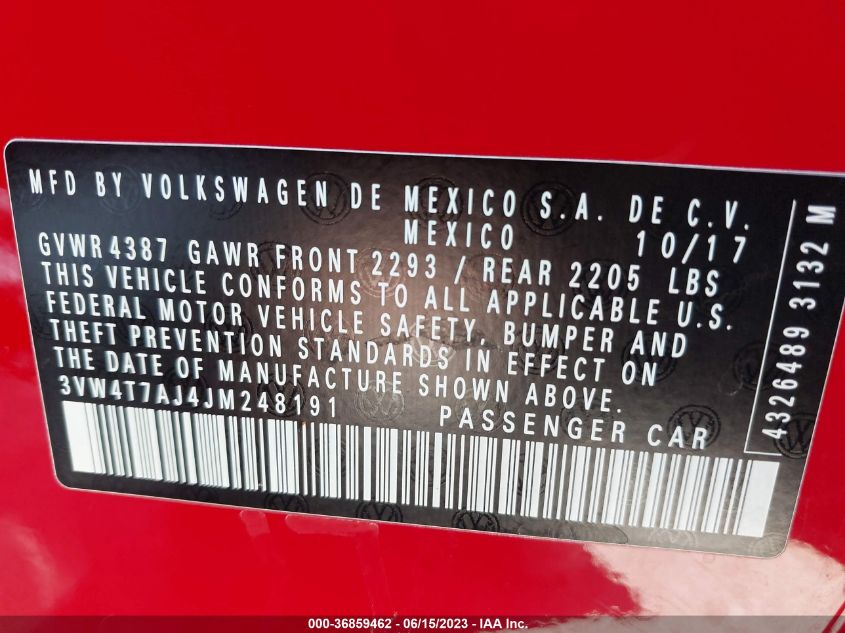 MFD BY VOLKSWAGEN DE MEXICO S.A. DE C.V.
MEXICO 10/17
GVWR 4387 GAWR FRONT 2293 / REAR 2205 LBS
THIS VEHICLE CONFORMS TO ALL APPLICABLE U.S.
FEDERAL MOTOR VEHICLE SAFETY, BUMPER AND
THEFT PREVENTION STANDARDS IN EFFECT ON
THE DATE OF MANUFACTURE SHOWN ABOVE.
3VW4T7AJ4JM248191 PASSENGER CAR
4326489 3132 M
000-36859462 - 06/15/2023 - IAA Inc.